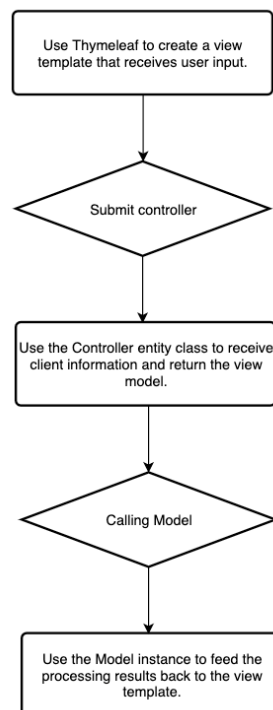 Use Thymeleaf to create a view
template that receives user input.
Submit controller
Use the Controller entity class to receive
client information and return the view
model.
Calling Model
Use the Model instance to feed the
processing results back to the view
template.